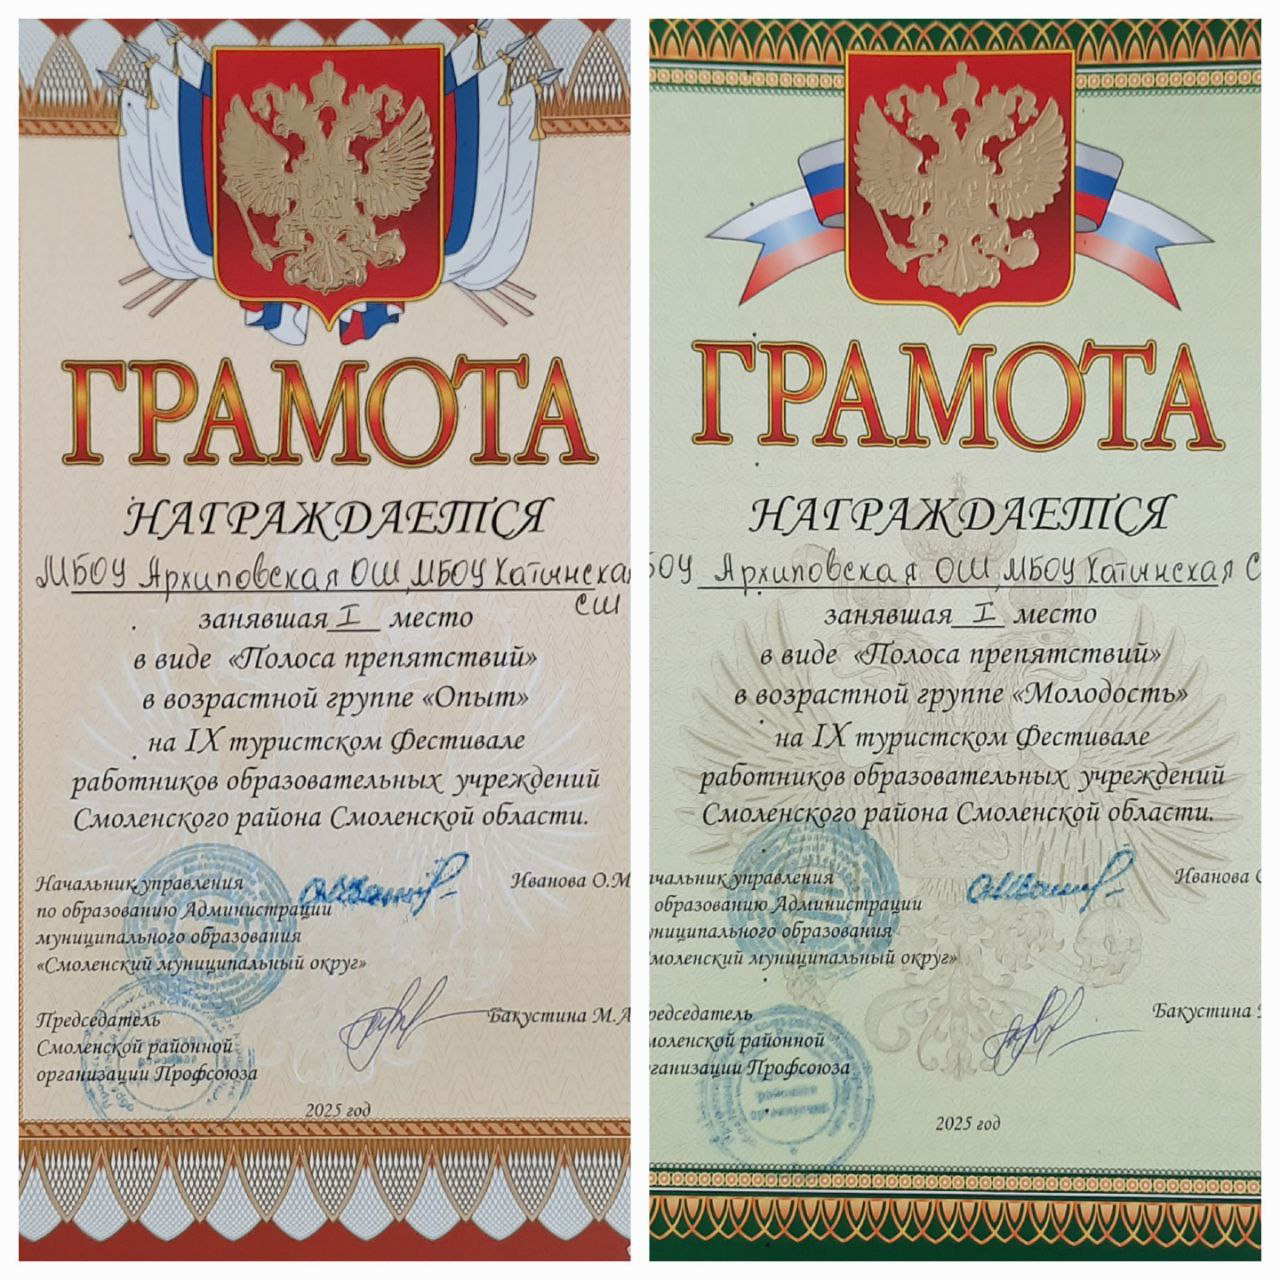 ГРАМОТА
НАГРАЖДАЕТСЯ
МБОУ Архиповская ОШ, МБОУ Хатынская
СШ
занявшая I место
в виде «Полоса препятствий»
в возрастной группе «Опыт»
на IX туристском Фестивале
работников образовательных учреждений
Смоленского района Смоленской области.
Начальник управления
по образованию Администрации
муниципального образования
«Смоленский муниципальный округ»
Иванова О.М
Председатель
Смоленской районной
организации Профсоюза
Бакустина М.А
2025 год
ГРАМОТА
НАГРАЖДАЕТСЯ
БОУ Архиповская ОШ, МБОУ Хатынская С
занявшая I место
в виде «Полоса препятствий»
в возрастной группе «Молодость»
на IX туристском Фестивале
работников образовательных учреждений
Смоленского района Смоленской области.
чальник управления
образованию Администрации
униципального образования
моленский муниципальный округ»
Иванова
редседатель
моленской районной
ганизации Профсоюза
Бакустина
2025 год